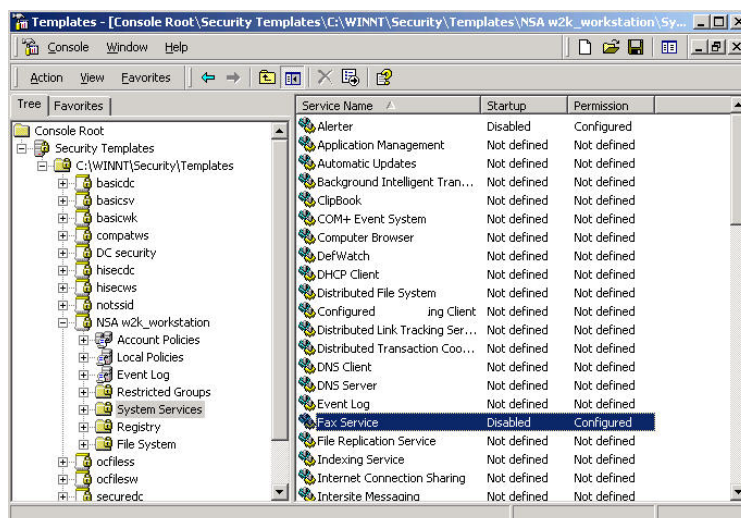 Templates - [Console Root\Security Templates\C:\WINNT\Security\Templates\NSA w2k_workstation\Sy...
Console Window Help
Action View Favorites
Tree Favorites
Console Root
Security Templates
C:\WINNT\Security\Templates
basicdc
basicsv
basicwk
compatws
DC security
hisecdc
hisecws
notssid
NSA w2k_workstation
Account Policies
Local Policies
Event Log
Restricted Groups
System Services
Registry
File System
ocfiless
ocfilesw
securedc
Service Name Startup Permission
Alerter Disabled Configured
Application Management Not defined Not defined
Automatic Updates Not defined Not defined
Background Intelligent Tran... Not defined Not defined
ClipBook Not defined Not defined
COM+ Event System Not defined Not defined
Computer Browser Not defined Not defined
DefWatch Not defined Not defined
DHCP Client Not defined Not defined
Distributed File System Not defined Not defined
Configured ing Client Not defined Not defined
Distributed Link Tracking Ser... Not defined Not defined
Distributed Transaction Coo... Not defined Not defined
DNS Client Not defined Not defined
DNS Server Not defined Not defined
Event Log Not defined Not defined
Fax Service Disabled Configured
File Replication Service Not defined Not defined
Indexing Service Not defined Not defined
Internet Connection Sharing Not defined Not defined
Intersite Messaging Not defined Not defined